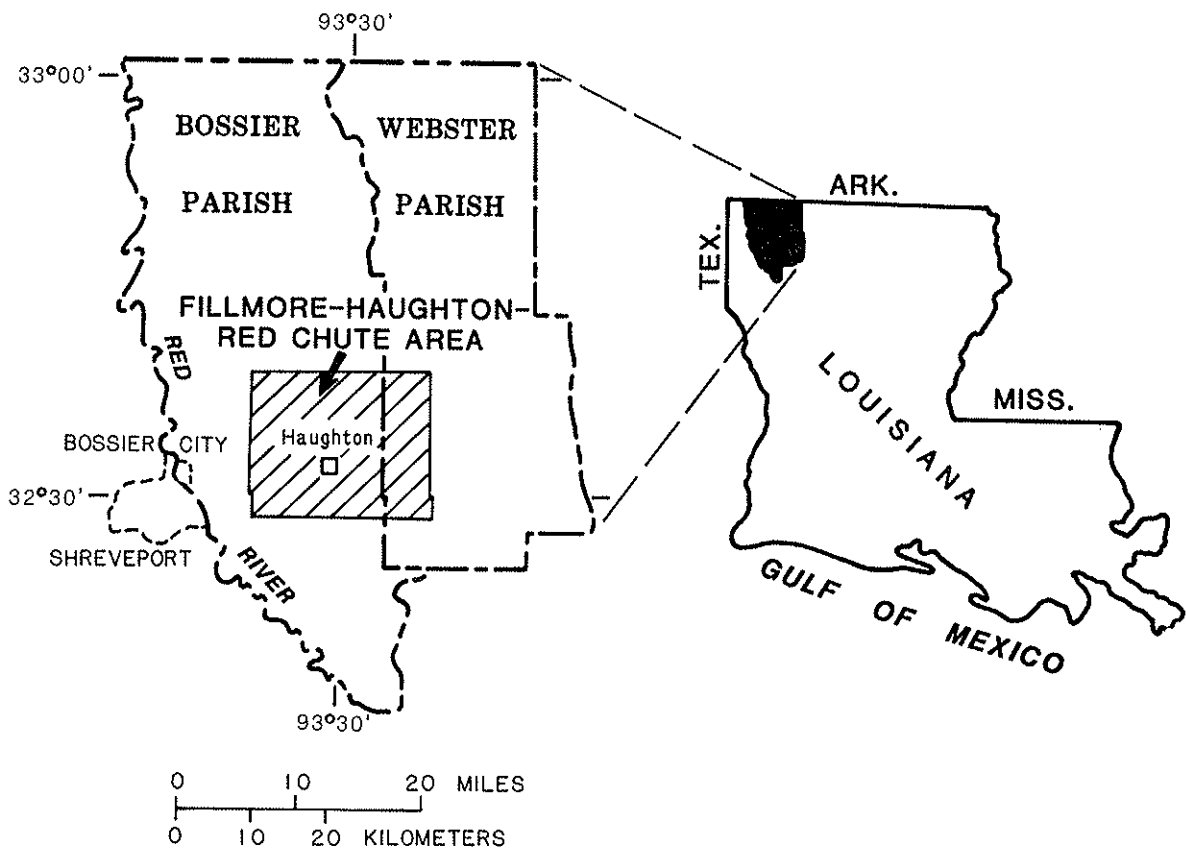 93°30'
33°00'
BOSSIER WEBSTER
PARISH PARISH
FILLMORE-HAUGHTON-
RED CHUTE AREA
RED
Haughton
BOSSIER CITY
32°30'
SHREVEPORT
RIVER
93°30'
0 10 20 MILES
0 10 20 KILOMETERS
ARK.
TEX.
LOUISIANA
MISS.
GULF OF MEXICO